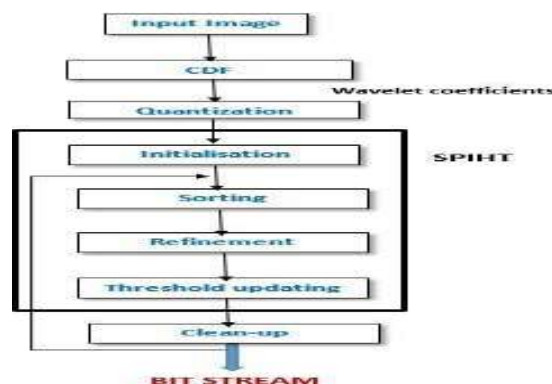 Input Image
CDF
Wavelet coefficients
Quantization
Initialisation
SPIHT
Sorting
Refinement
Threshold updating
Clean-up
BIT STREAM